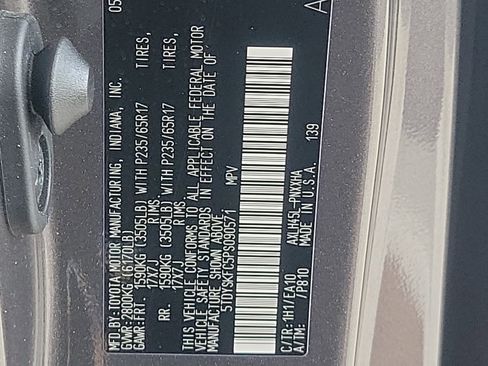 05
A
MFD.BY:TOYOTA MOTOR MANUFACTURING, INDIANA, INC.
GVWR:2800KG (6170LB)
GAWR:FRT. 1590KG (3505LB) WITH P235/65R17 TIRES,
17X7J RIMS
RR. 1590KG (3505LB) WITH P235/65R17 TIRES,
17X7J RIMS
THIS VEHICLE CONFORMS TO ALL APPLICABLE FEDERAL MOTOR
VEHICLE SAFETY STANDARDS IN EFFECT ON THE DATE OF
MANUFACTURE SHOWN ABOVE.
5TDYSKFC5PS090571 MPV
C/TR: 1H1/EA10 AXLH45L-PWXXHA
A/TM: /P810 MADE IN U.S.A. 139